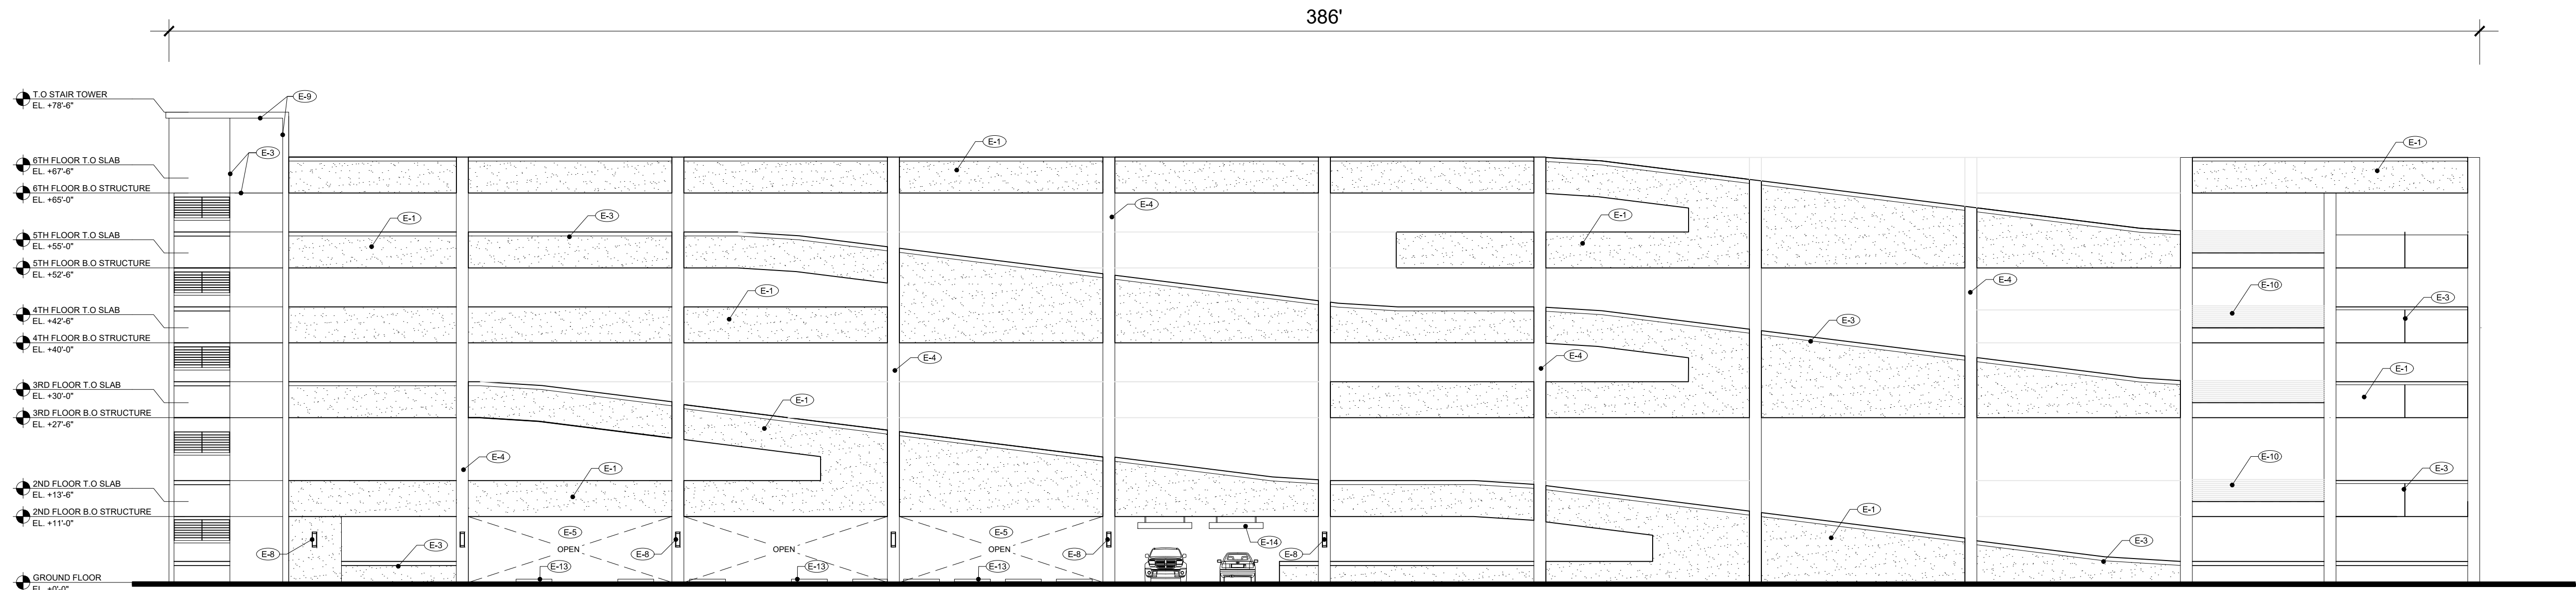 386'
T.O STAIR TOWER
EL. +78'-6"
E-9
E-1
E-1
E-3
6TH FLOOR T.O SLAB
EL. +67'-6"
6TH FLOOR B.O STRUCTURE
EL. +65'-0"
E-1
E-3
E-4
E-1
5TH FLOOR T.O SLAB
EL. +55'-0"
5TH FLOOR B.O STRUCTURE
EL. +52'-6"
E-4
E-10
E-1
E-3
4TH FLOOR T.O SLAB
EL. +42'-6"
E-3
4TH FLOOR B.O STRUCTURE
EL. +40'-0"
E-4
E-4
E-1
3RD FLOOR T.O SLAB
EL. +30'-0"
E-1
3RD FLOOR B.O STRUCTURE
EL. +27'-6"
E-4
E-10
E-1
E-3
2ND FLOOR T.O SLAB
EL. +13'-6"
2ND FLOOR B.O STRUCTURE
EL. +11'-0"
E-1
E-5
E-5
E-14
E-3
E-3
OPEN
OPEN
OPEN
E-8
E-8
E-8
E-8
E-13
E-13
E-13
GROUND FLOOR
EL. +0'-0"